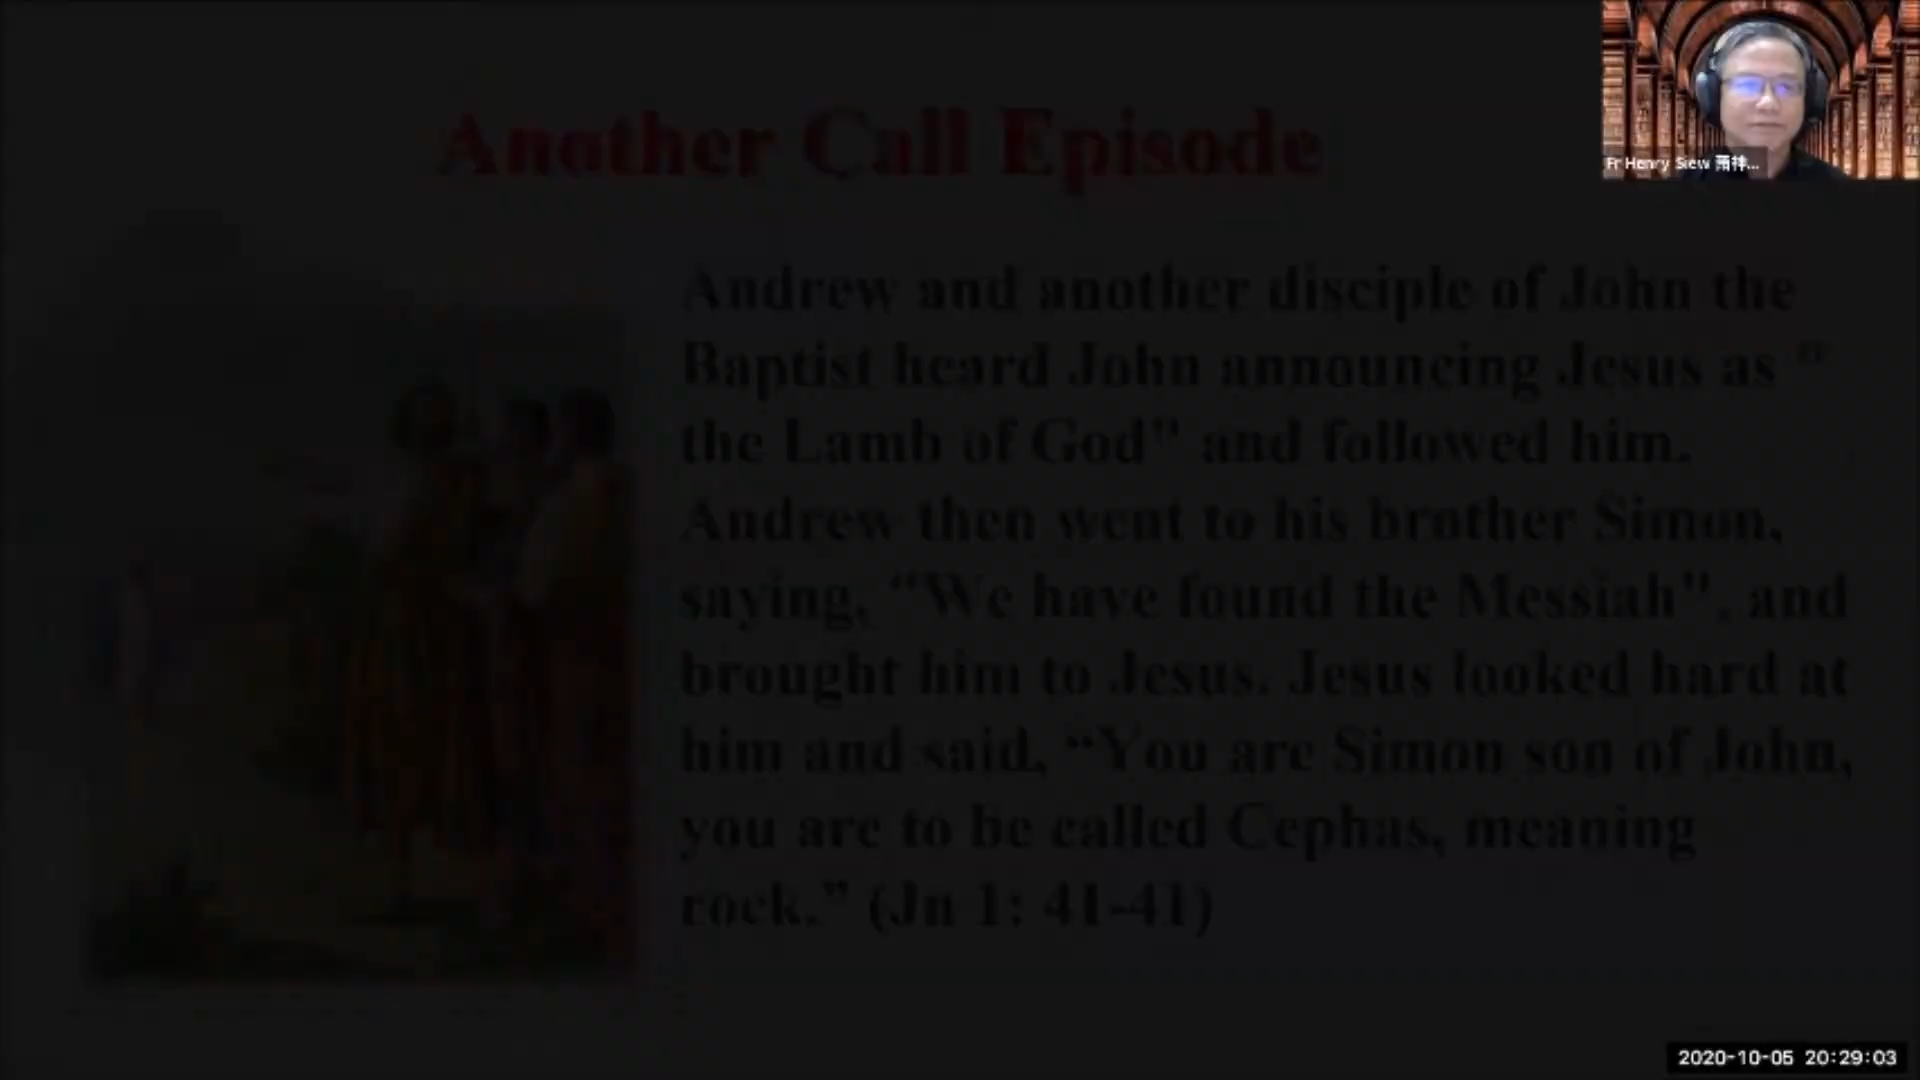 Another Call Episode
Fr Henry Siew 蕭神...
Andrew and another disciple of John the
Baptist heard John announcing Jesus as “
the Lamb of God" and followed him.
Andrew then went to his brother Simon,
saying, “We have found the Messiah", and
brought him to Jesus. Jesus looked hard at
him and said, “You are Simon son of John,
you are to be called Cephas, meaning
rock.” (Jn 1: 41-41)
2020-10-05 20:29:03